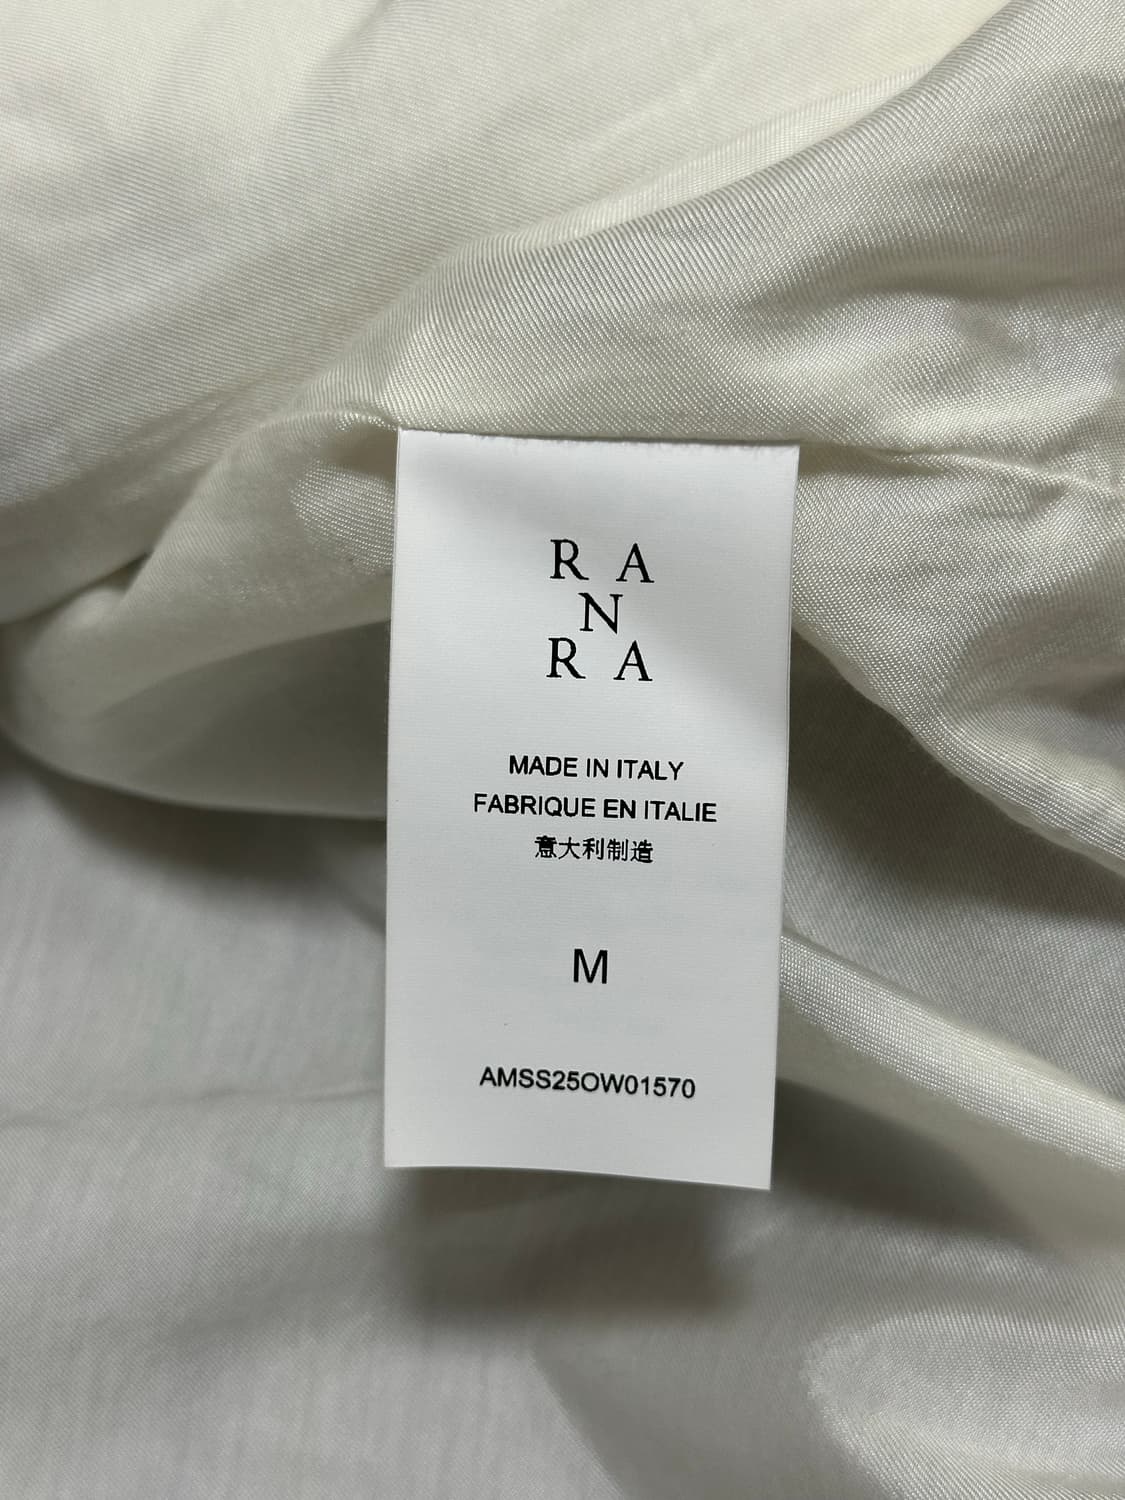 R A
N
R A
MADE IN ITALY
FABRIQUE EN ITALIE
意大利制造
M
AMSS25OW01570